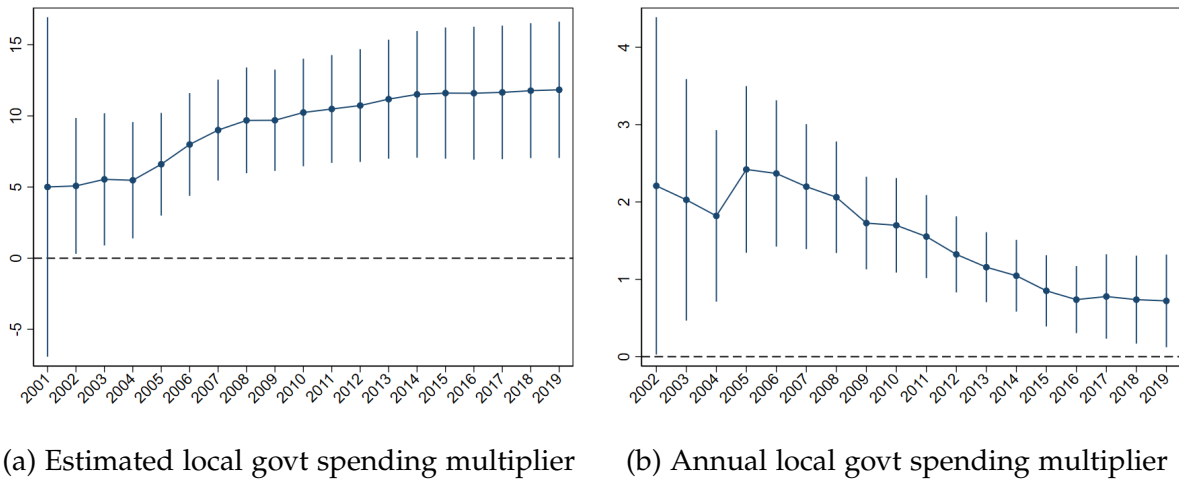 15
10
5
0
-5
2001 2002 2003 2004 2005 2006 2007 2008 2009 2010 2011 2012 2013 2014 2015 2016 2017 2018 2019
(a) Estimated local govt spending multiplier
4
3
2
1
0
2002 2003 2004 2005 2006 2007 2008 2009 2010 2011 2012 2013 2014 2015 2016 2017 2018 2019
(b) Annual local govt spending multiplier